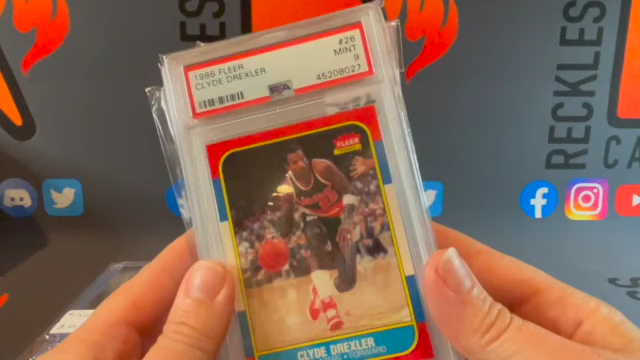 1986 FLEER #26
CLYDE DREXLER MINT
9
PSA 45208027
FLEER
CLYDE DREXLER
FORWARD
RECKLES
CA